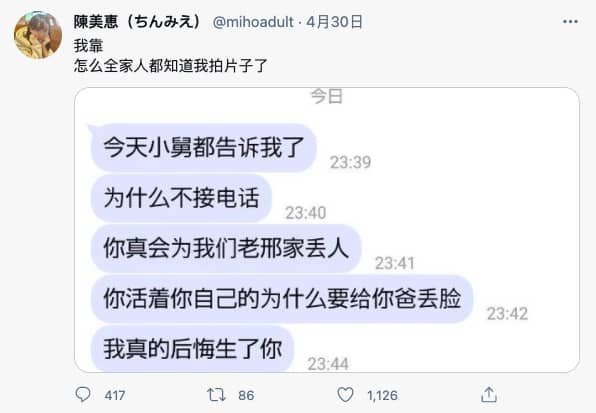 陳美恵（ちんみえ） @mihoadult · 4月30日
我靠
怎么全家人都知道我拍片子了
今日
今天小舅都告诉我了
23:39
为什么不接电话
23:40
你真会为我们老邢家丢人
23:41
你活着你自己的为什么要给你爸丢脸
23:42
我真的后悔生了你
23:44
417 86 1,126